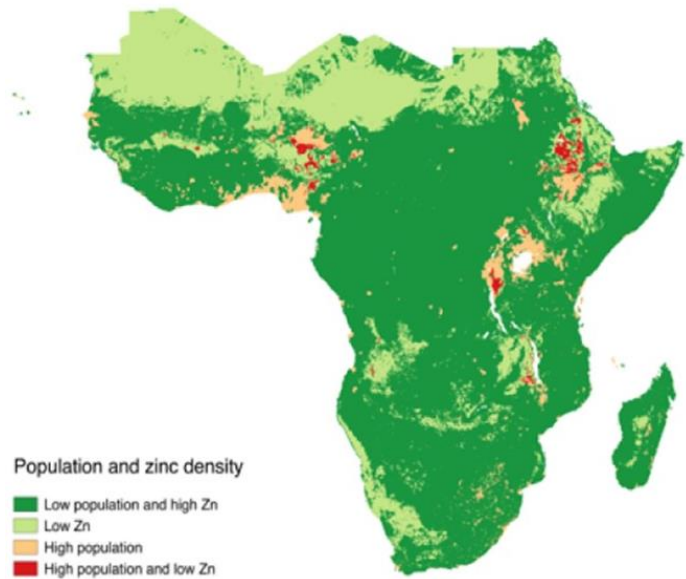 Population and zinc density
Low population and high Zn
Low Zn
High population
High population and low Zn